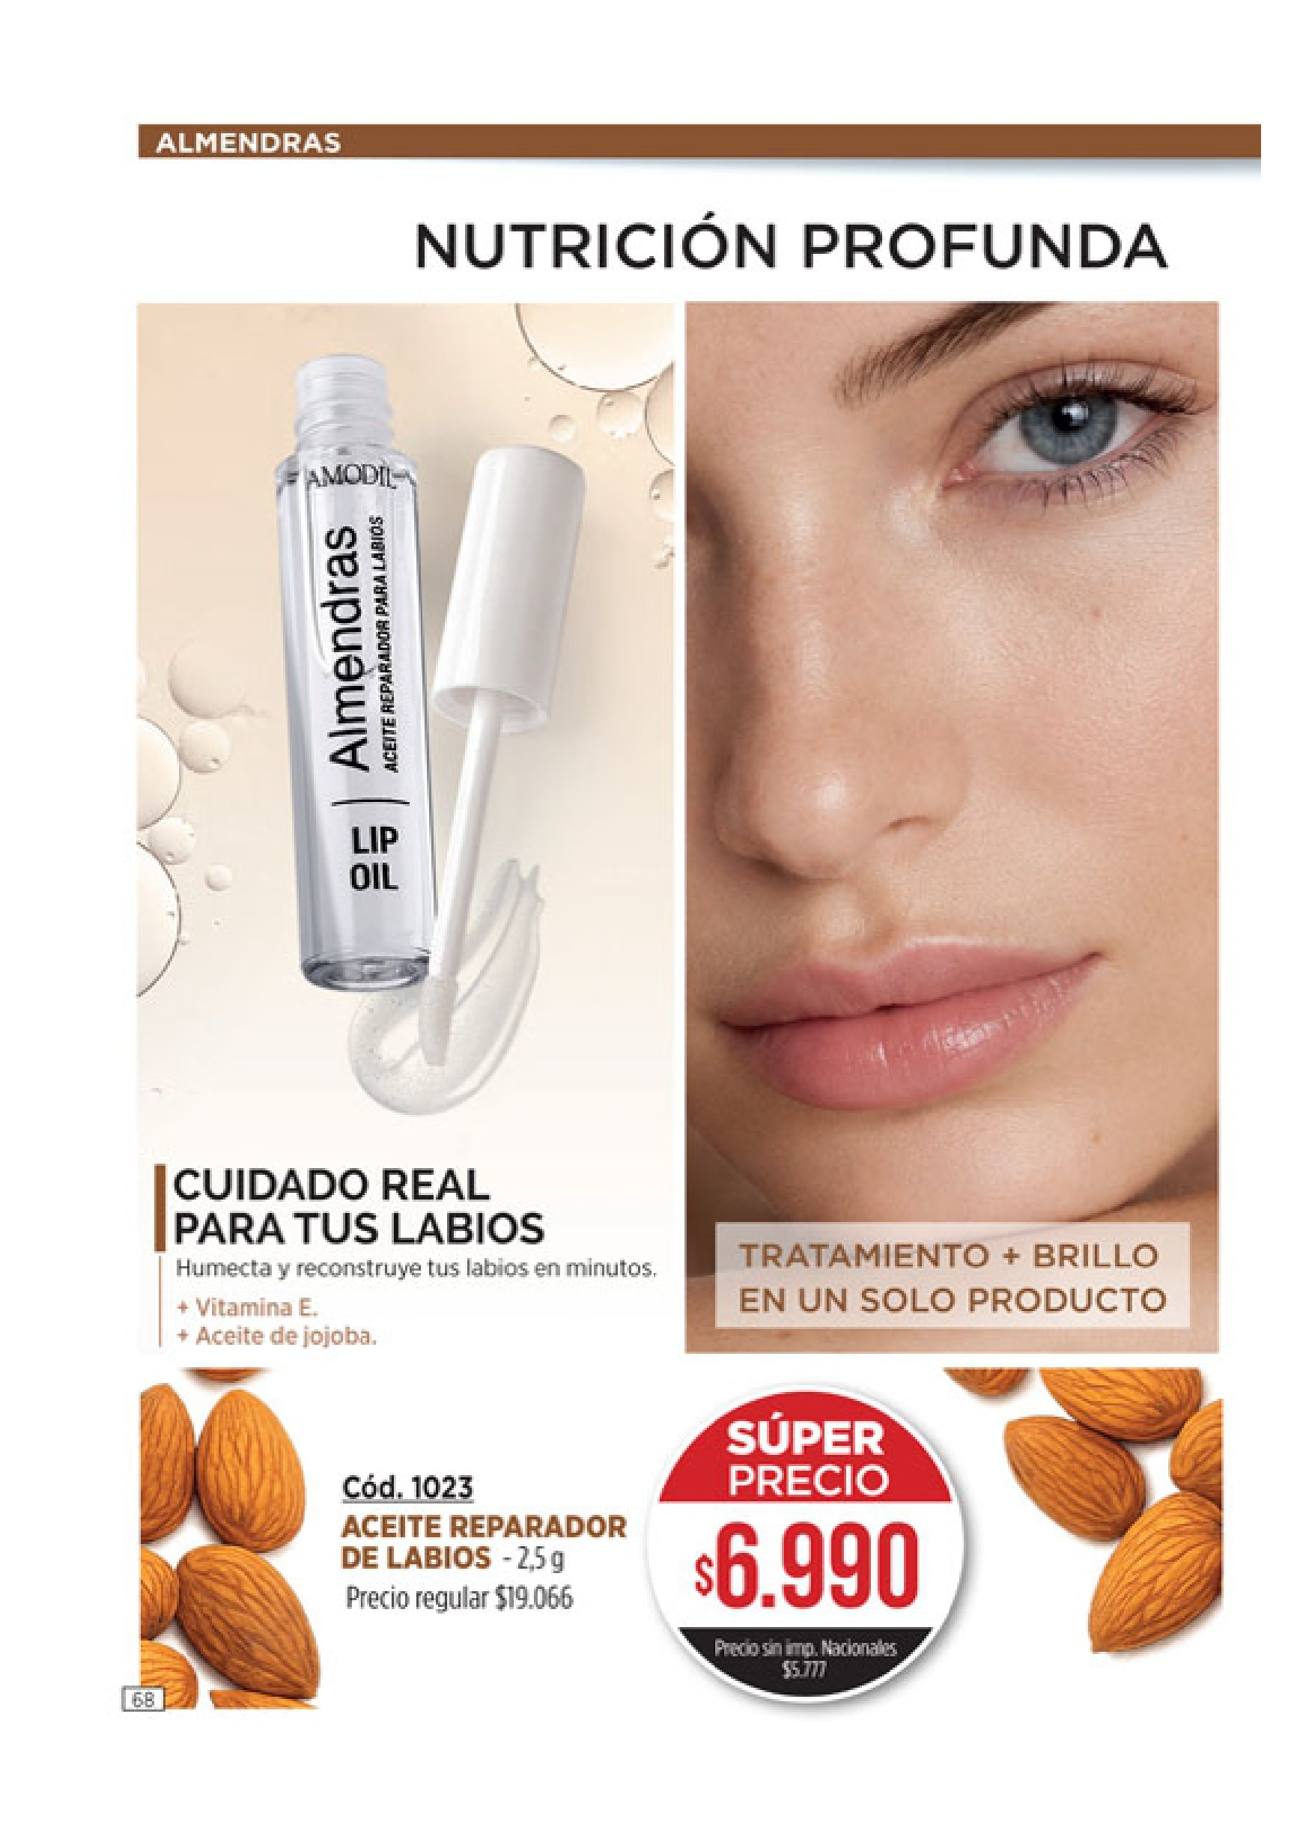 ALMENDRAS
NUTRICIÓN PROFUNDA
AMODIL
Almendras
ACEITE REPARADOR PARA LABIOS
LIP
OIL
CUIDADO REAL
PARA TUS LABIOS
Humecta y reconstruye tus labios en minutos.
+ Vitamina E.
+ Aceite de jojoba.
TRATAMIENTO + BRILLO
EN UN SOLO PRODUCTO
Cód. 1023
ACEITE REPARADOR
DE LABIOS - 2,5 g
Precio regular $19.066
SÚPER
PRECIO
$6.990
Precio sin imp. Nacionales
$5.777
68